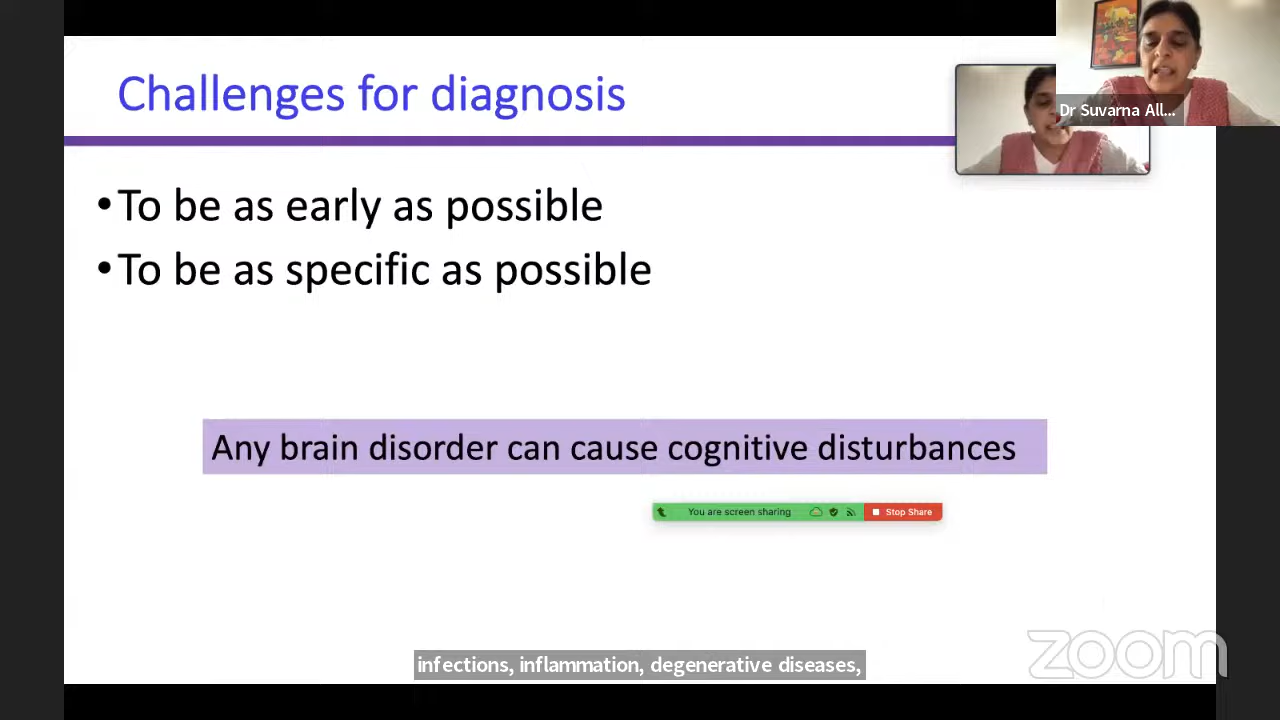 Challenges for diagnosis
Dr Suvarna All...
•To be as early as possible
•To be as specific as possible
Any brain disorder can cause cognitive disturbances
You are screen sharing
Stop Share
zoom
infections, inflammation, degenerative diseases,